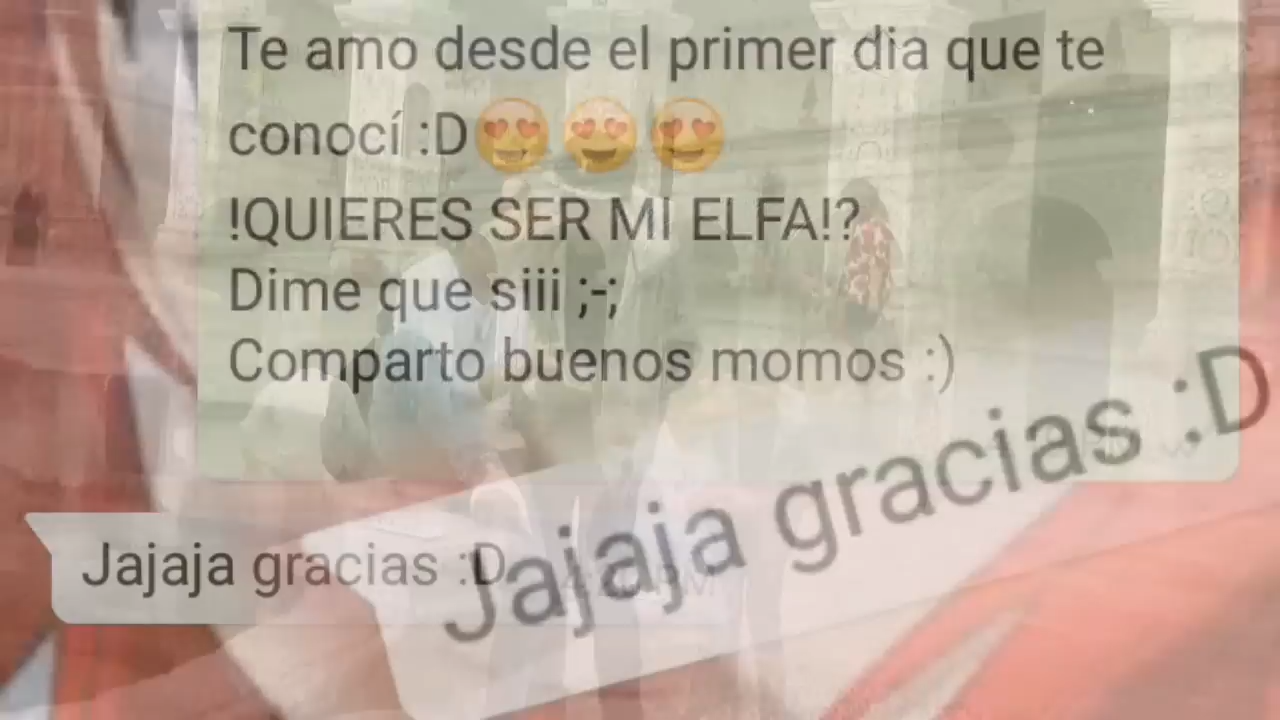 Te amo desde el primer dia que te
conocí :D😍😍😍
!QUIERES SER MI ELFA!?
Dime que siii ;-;
Comparto buenos momos :)
Jajaja gracias :D
Jajaja gracias :D